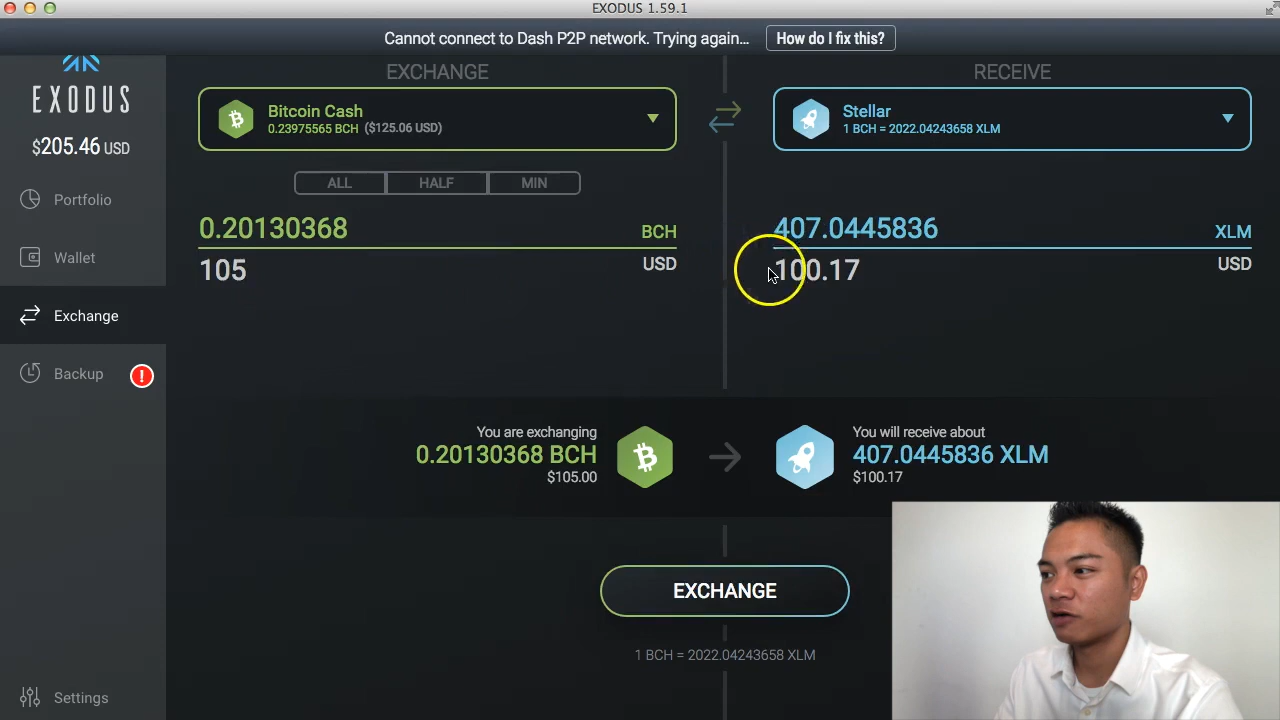 EXODUS 1.59.1
Cannot connect to Dash P2P network. Trying again... How do I fix this?
EXODUS
$205.46 USD
Portfolio
Wallet
Exchange
Backup !
Settings
EXCHANGE
Bitcoin Cash
0.23975565 BCH ($125.06 USD)
ALL HALF MIN
0.20130368 BCH
105 USD
RECEIVE
Stellar
1 BCH = 2022.04243658 XLM
407.0445836 XLM
100.17 USD
You are exchanging
0.20130368 BCH
$105.00
You will receive about
407.0445836 XLM
$100.17
EXCHANGE
1 BCH = 2022.04243658 XLM